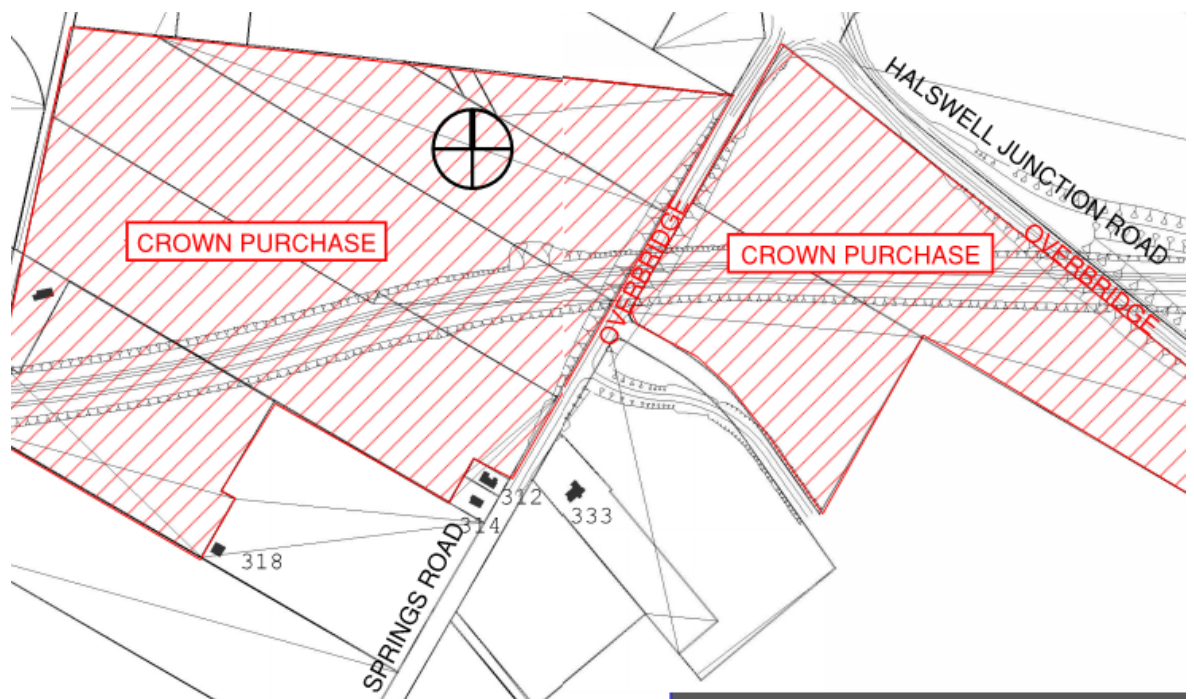 HALSWELL JUNCTION ROAD
OVERBRIDGE
CROWN PURCHASE
CROWN PURCHASE
OVERBRIDGE
312
314
333
318
SPRINGS ROAD